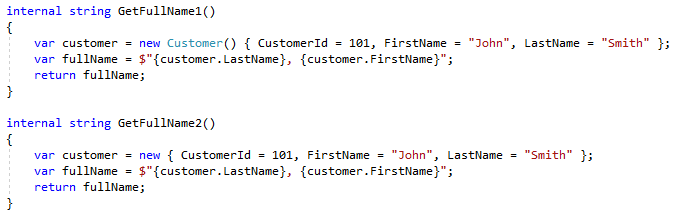 internal string GetFullName1()
{
    var customer = new Customer() { CustomerId = 101, FirstName = "John", LastName = "Smith" };
    var fullName = $"{customer.LastName}, {customer.FirstName}";
    return fullName;
}

internal string GetFullName2()
{
    var customer = new { CustomerId = 101, FirstName = "John", LastName = "Smith" };
    var fullName = $"{customer.LastName}, {customer.FirstName}";
    return fullName;
}